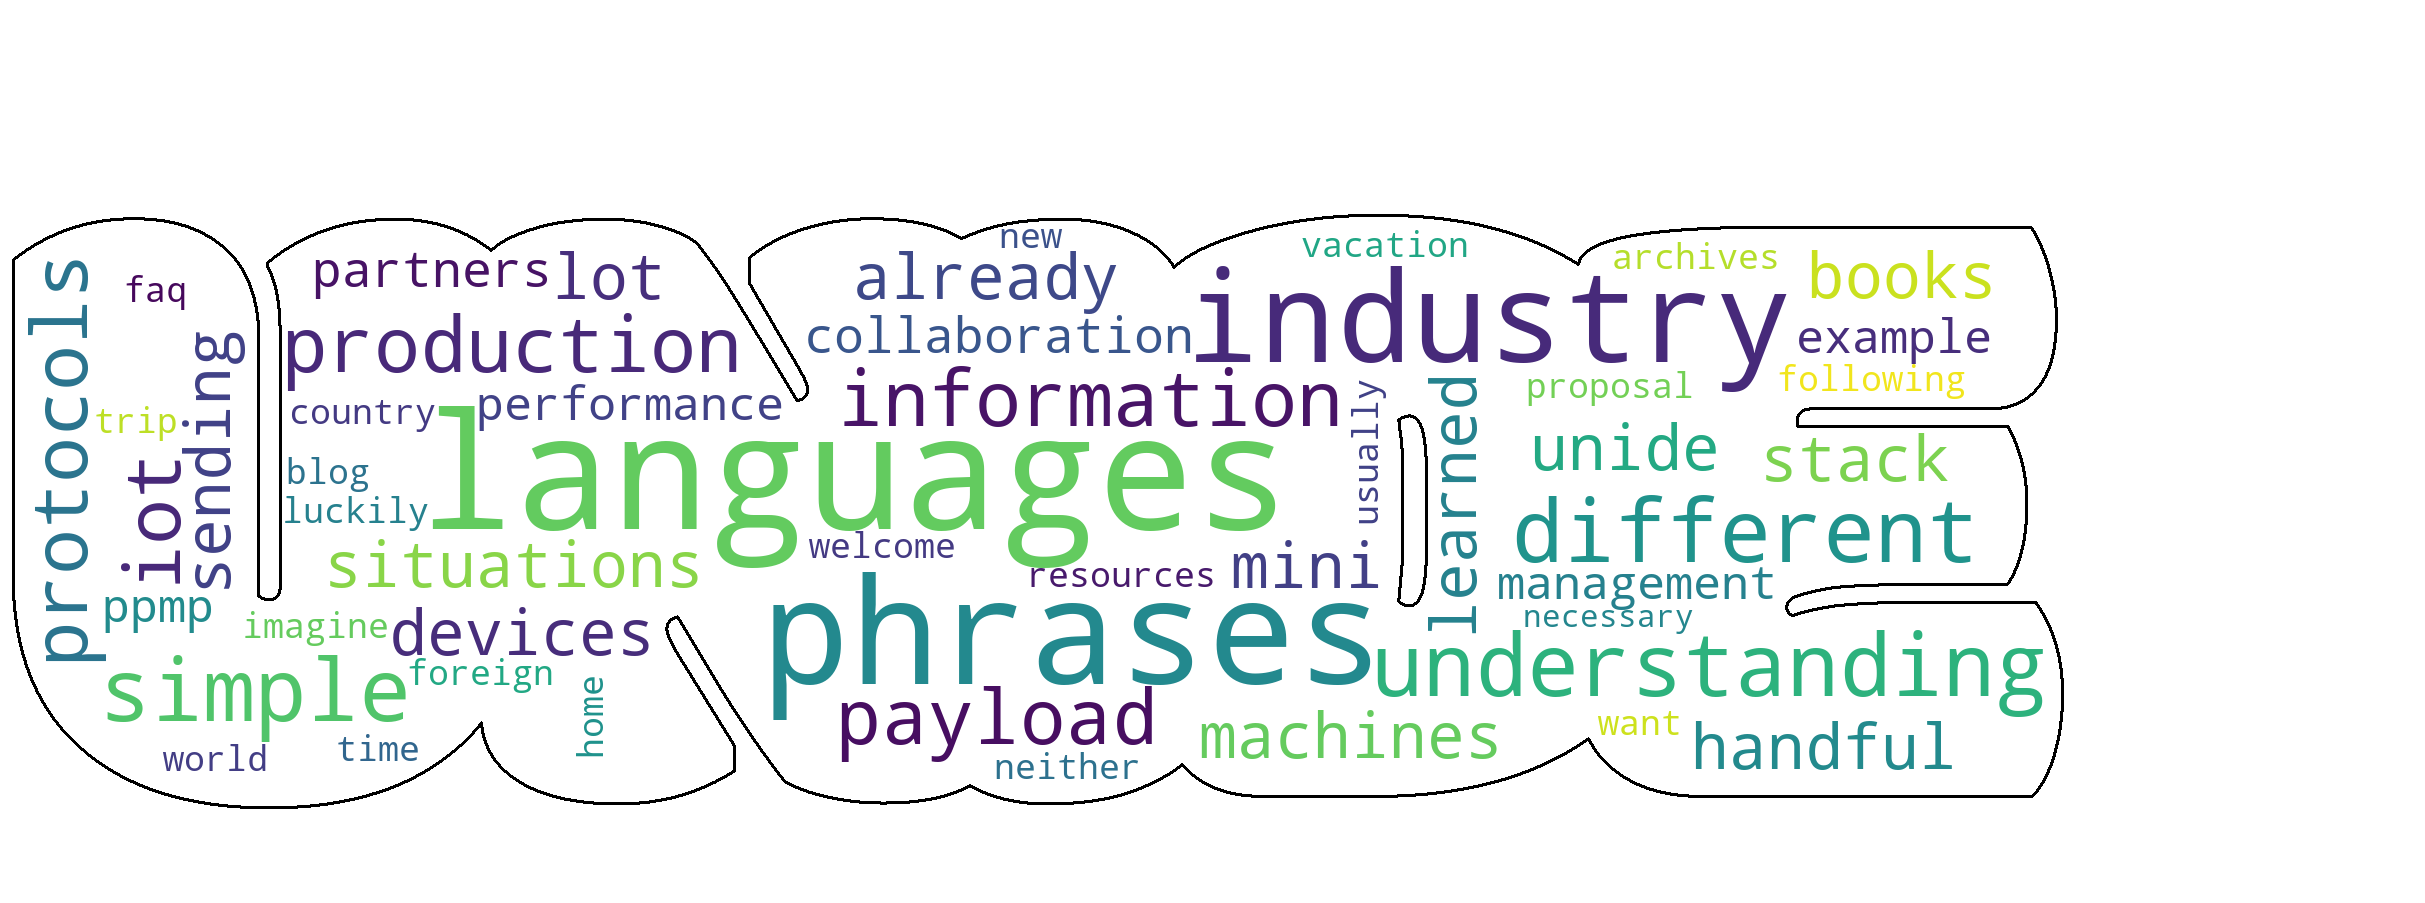 protocols
faq
trip
iot
sending
ppmp
simple
world
time
imagine
foreign
home
devices
situations
luckily
blog
country
performance
production
partners
lot
languages
new
already
collaboration
information
industry
vacation
archives
books
example
following
proposal
usually
learned
unide
stack
different
management
necessary
mini
resources
welcome
phrases
understanding
payload
neither
machines
want
handful